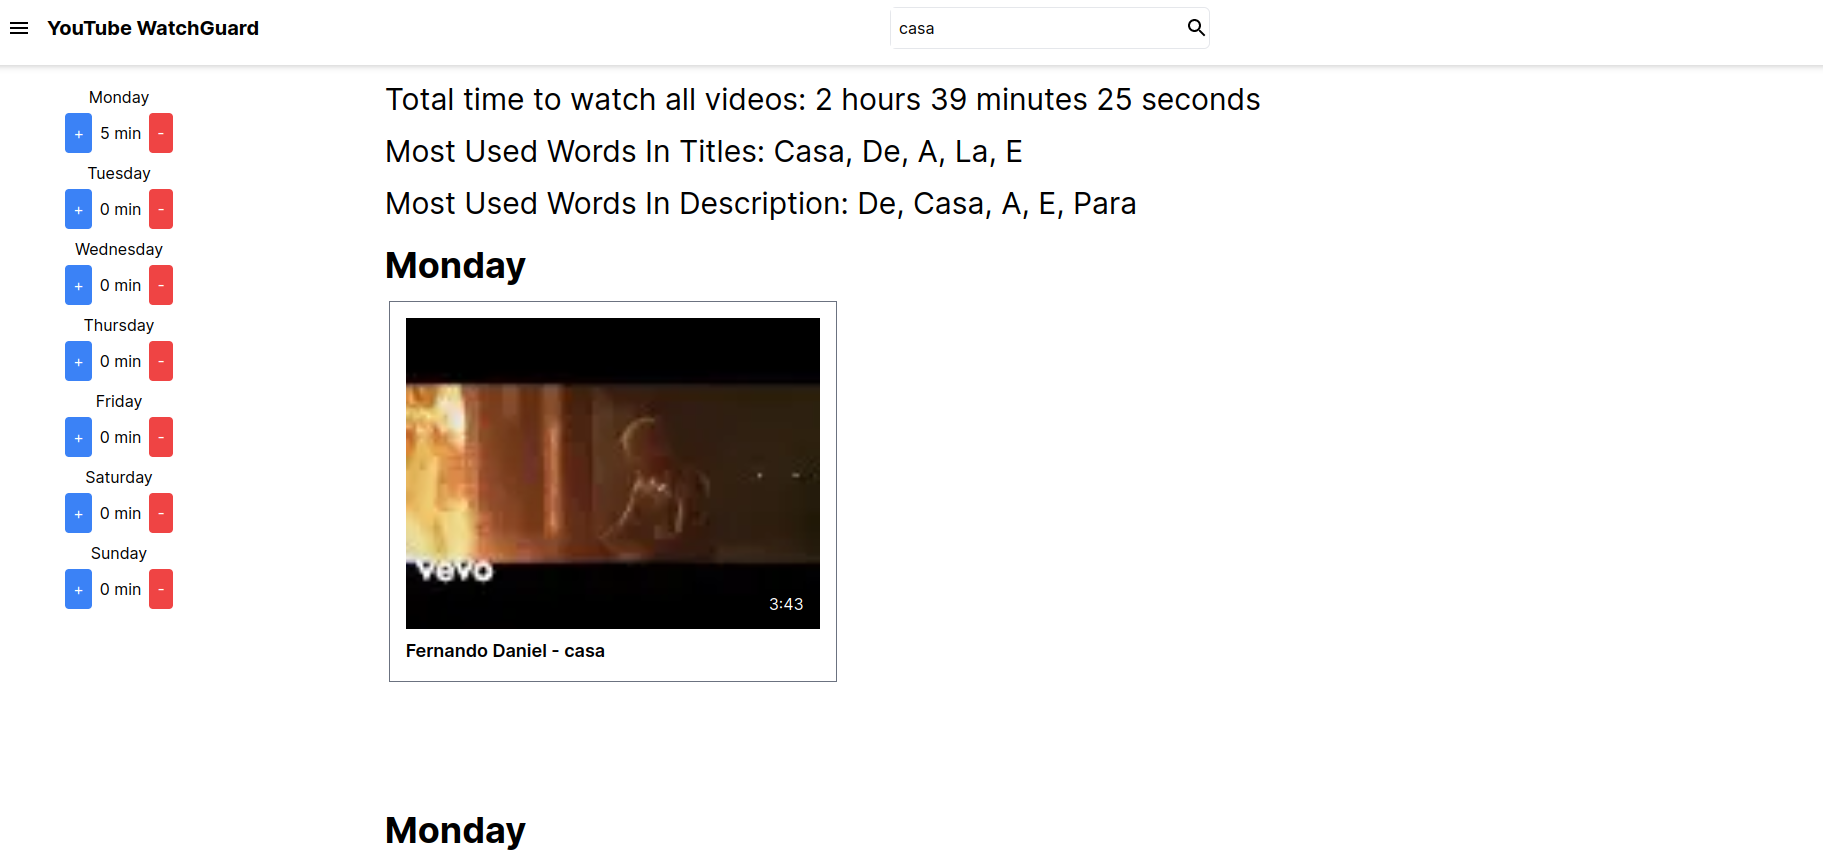 YouTube WatchGuard
casa
Monday
+ 5 min -
Tuesday
+ 0 min -
Wednesday
+ 0 min -
Thursday
+ 0 min -
Friday
+ 0 min -
Saturday
+ 0 min -
Sunday
+ 0 min -
Total time to watch all videos: 2 hours 39 minutes 25 seconds
Most Used Words In Titles: Casa, De, A, La, E
Most Used Words In Description: De, Casa, A, E, Para
Monday
vevo
3:43
Fernando Daniel - casa
Monday